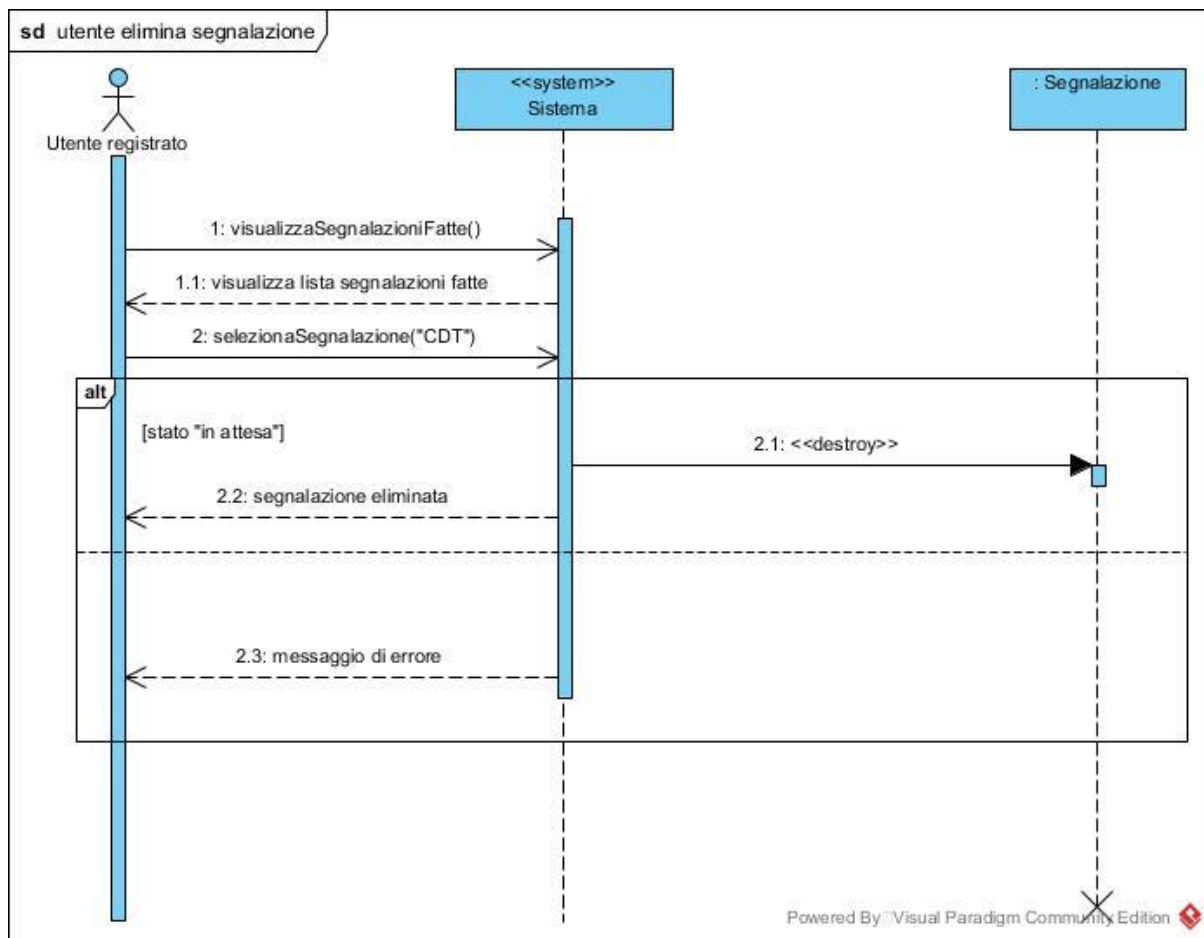 sd utente elimina segnalazione
Utente registrato
<<system>>
Sistema
: Segnalazione
1: visualizzaSegnalazioniFatte()
1.1: visualizza lista segnalazioni fatte
2: selezionaSegnalazione("CDT")
alt
[stato "in attesa"]
2.1: <<destroy>>
2.2: segnalazione eliminata
2.3: messaggio di errore
Powered By Visual Paradigm Community Edition